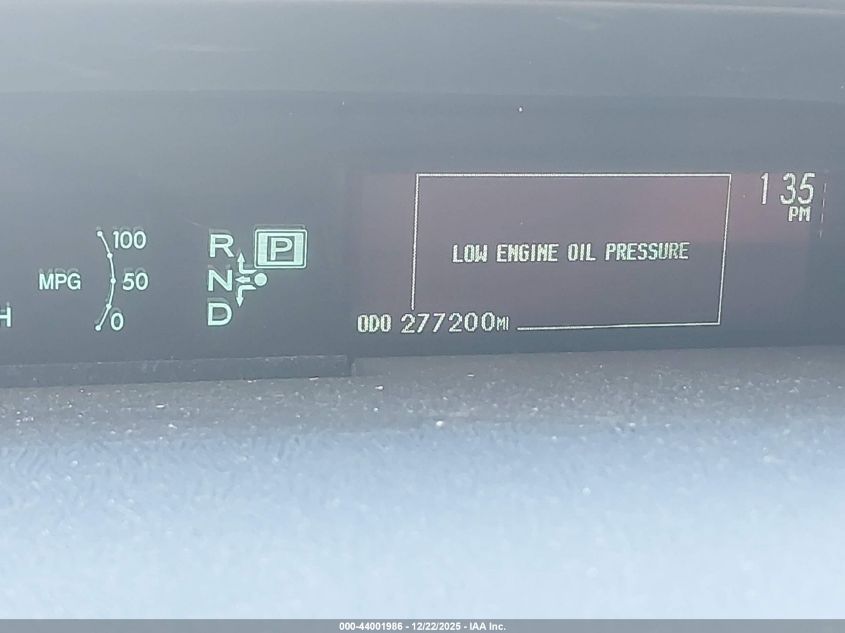 1 35
PM
100
MPG
50
0
H
R
P
N
D
LOW ENGINE OIL PRESSURE
ODO 277200MI
000-44001986 - 12/22/2025 - IAA Inc.